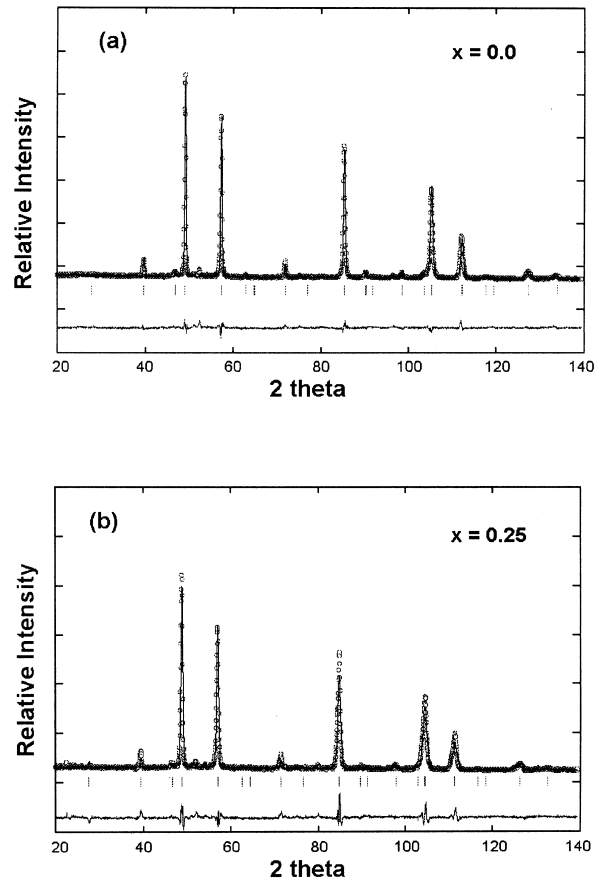 (a)
x = 0.0
Relative Intensity
20 40 60 80 100 120 140
2 theta
(b)
x = 0.25
Relative Intensity
20 40 60 80 100 120 140
2 theta